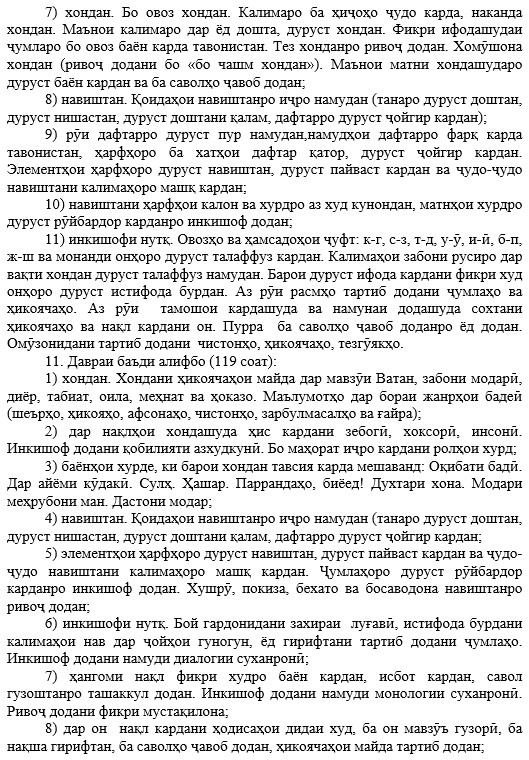 7) хондан. Бо овоз хондан. Калимаро ба ҳиҷоҳо ҷудо карда, наканда
хондан. Маънои калимаро дар ёд дошта, дуруст хондан. Фикри ифодашудаи
ҷумларо бо овоз баён карда тавонистан. Тез хонданро ривоҷ додан. Хомӯшона
хондан (ривоҷ додани бо «бо чашм хондан»). Маънои матни хондашударо
дуруст баён кардан ва ба саволҳо ҷавоб додан;
8) навиштан. Қоидаҳои навиштанро иҷро намудан (танаро дуруст доштан,
дуруст нишастан, дуруст доштани қалам, дафтарро дуруст ҷойгир кардан);
9) рӯи дафтарро дуруст пур намудан,намудҳои дафтарро фарқ карда
тавонистан, ҳарфҳоро ба хатҳои дафтар қатор, дуруст ҷойгир кардан.
Элементҳои ҳарфҳоро дуруст навиштан, дуруст пайваст кардан ва ҷудо-ҷудо
навиштани калимаҳоро машқ кардан;
10) навиштани ҳарфҳои калон ва хурдро аз худ кунондан, матнҳои хурдро
дуруст рӯйбардор карданро инкишоф додан;
11) инкишофи нутқ. Овозҳо ва ҳамсадоҳои ҷуфт: к-г, с-з, т-д, у-ӯ, и-й, б-п,
ж-ш ва монанди онҳоро дуруст талаффуз кардан. Калимаҳои забони русиро дар
вақти хондан дуруст талаффуз намудан. Барои дуруст ифода кардани фикри худ
онҳоро дуруст истифода бурдан. Аз рӯи расмҳо тартиб додани ҷумлаҳо ва
ҳикояҷаҳо. Аз рӯи тамошои кардашуда ва намунаи додашуда сохтани
ҳикояҷаҳо ва нақл кардани он. Пурра ба саволҳо ҷавоб доданро ёд додан.
Омӯзонидани тартиб додани чистонҳо, ҳикояҷаҳо, тезгӯякҳо.
11. Давраи баъди алифбо (119 соат):
1) хондан. Хондани ҳикояҷаҳои майда дар мавзӯи Ватан, забони модарӣ,
диёр, табиат, оила, меҳнат ва ҳоказо. Маълумотҳо дар бораи жанрҳои бадеӣ
(шеърҳо, ҳикояҳо, афсонаҳо, чистонҳо, зарбулмасалҳо ва ғайра);
2) дар нақлҳои хондашуда ҳис кардани зебогӣ, хоксорӣ, инсонӣ.
Инкишоф додани қобилияти азхудкунӣ. Бо маҳорат иҷро кардани ролҳои хурд;
3) баёнҳои хурде, ки барои хондан тавсия карда мешаванд: Оқибати бадӣ.
Дар айёми кӯдакӣ. Сулҳ. Ҳашар. Паррандаҳо, биёед! Духтари хона. Модари
меҳрубони ман. Дастони модар;
4) навиштан. Қоидаҳои навиштанро иҷро намудан (танаро дуруст доштан,
дуруст нишастан, дуруст доштани қалам, дафтарро дуруст ҷойгир кардан;
5) элементҳои ҳарфҳоро дуруст навиштан, дуруст пайваст кардан ва ҷудо-
ҷудо навиштани калимаҳоро машқ кардан. Ҷумлаҳоро дуруст рӯйбардор
карданро инкишоф додан. Хушрӯ, покиза, бехато ва босаводона навиштанро
ривоҷ додан;
6) инкишофи нутқ. Бой гардонидани захираи луғавӣ, истифода бурдани
калимаҳои нав дар ҷойҳои гуногун, ёд гирифтани тартиб додани ҷумлаҳо.
Инкишоф додани намуди диалогии суханронӣ;
7) ҳангоми нақл фикри худро баён кардан, исбот кардан, савол
гузоштанро ташаккул додан. Инкишоф додани намуди монологии суханронӣ.
Ривоҷ додани фикри мустақилона;
8) дар он нақл кардани ҳодисаҳои дидаи худ, ба он мавзӯъ гузорӣ, ба
нақша гирифтан, ба саволҳо ҷавоб додан, ҳикояҷаҳои майда тартиб додан;